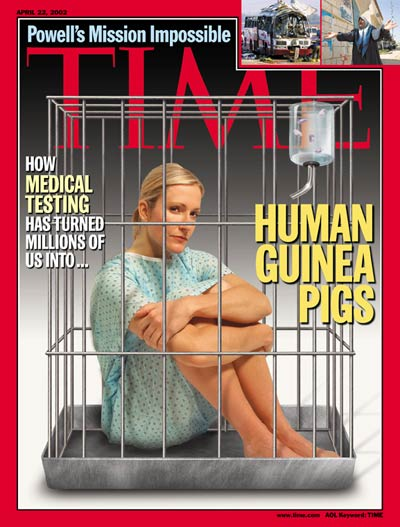 APRIL 22, 2002
Powell's Mission Impossible
TIME
HOW
MEDICAL
TESTING
HAS TURNED
MILLIONS OF
US INTO ...
HUMAN
GUINEA
PIGS
www.time.com AOL Keyword: TIME